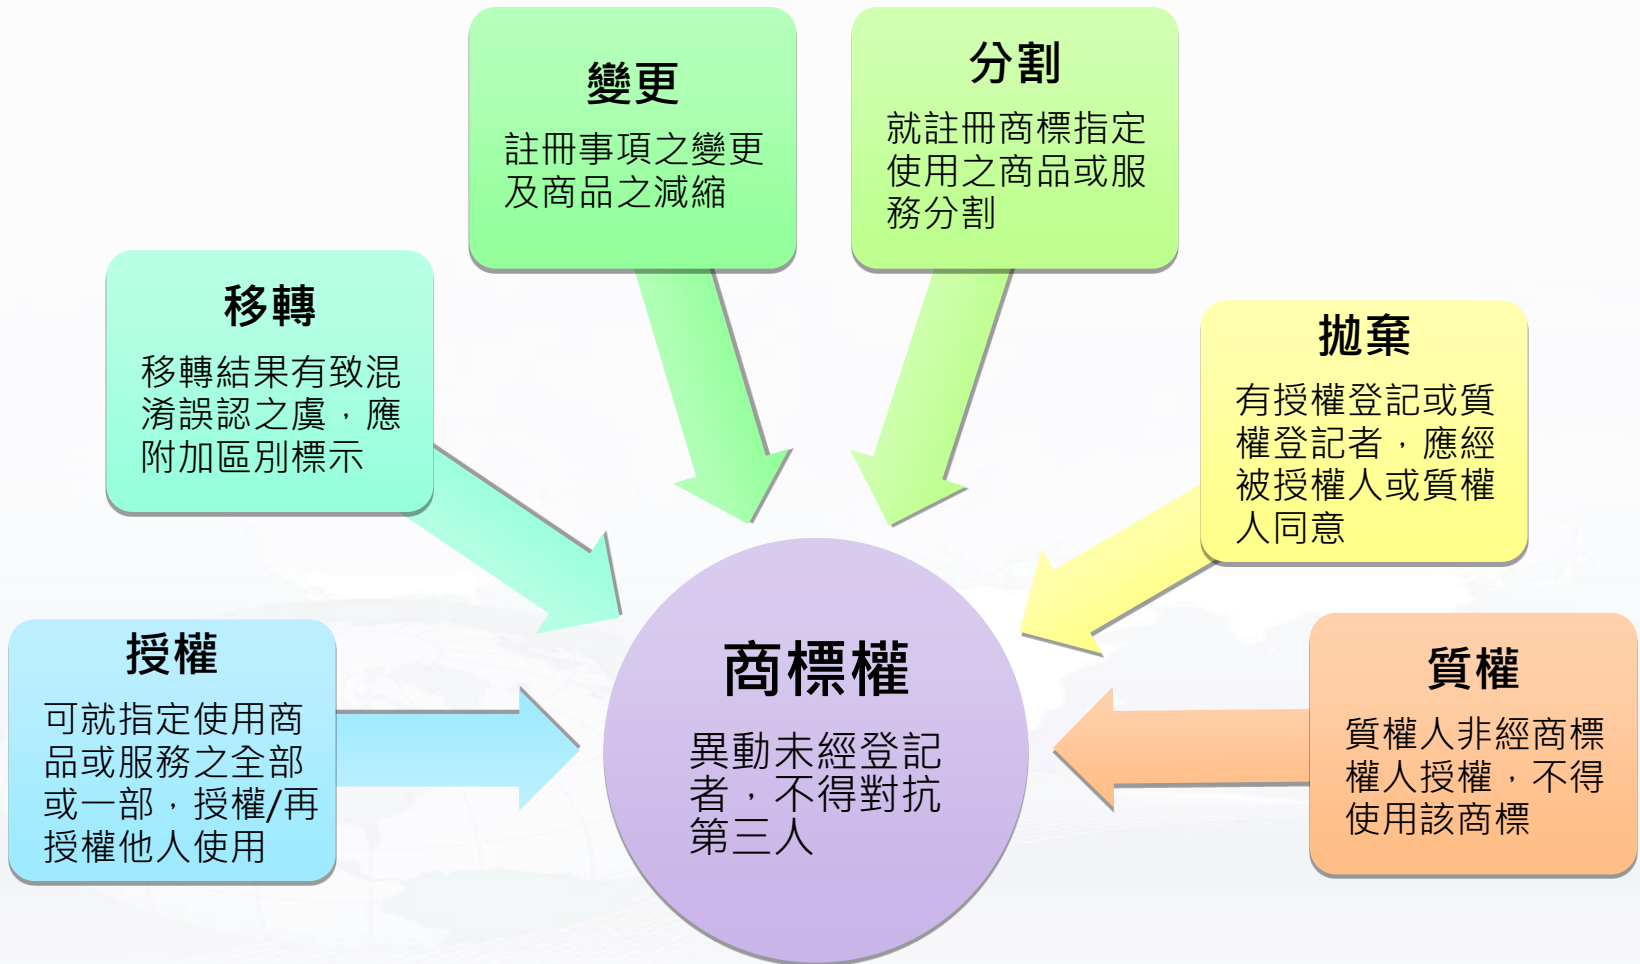 變更
註冊事項之變更
及商品之減縮
分割
就註冊商標指定
使用之商品或服
務分割
移轉
移轉結果有致混
淆誤認之虞，應
附加區別標示
拋棄
有授權登記或質
權登記者，應經
被授權人或質權
人同意
授權
可就指定使用商
品或服務之全部
或一部，授權/再
授權他人使用
商標權
異動未經登記
者，不得對抗
第三人
質權
質權人非經商標
權人授權，不得
使用該商標